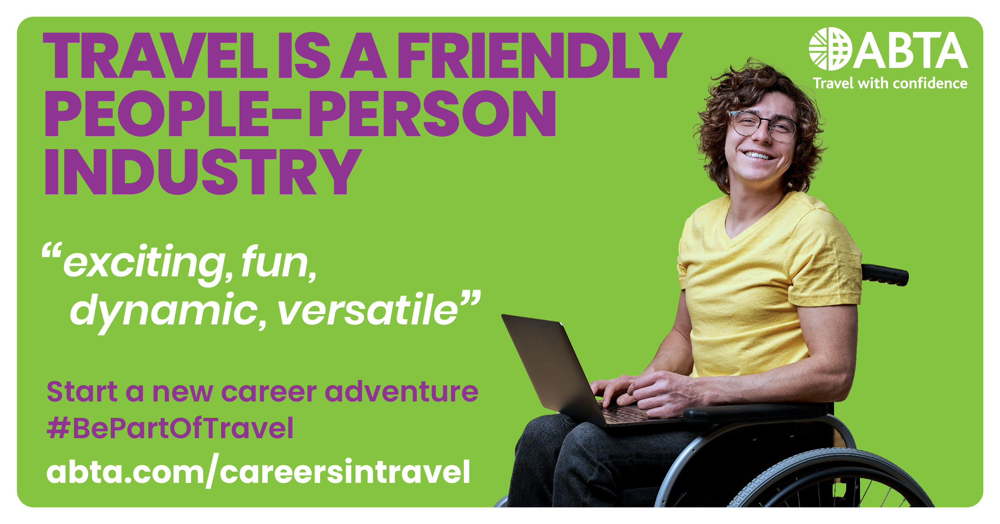 TRAVEL IS A FRIENDLY
PEOPLE-PERSON
INDUSTRY
ABTA
Travel with confidence
“exciting, fun,
dynamic, versatile”
Start a new career adventure
#BePartOfTravel
abta.com/careersintravel